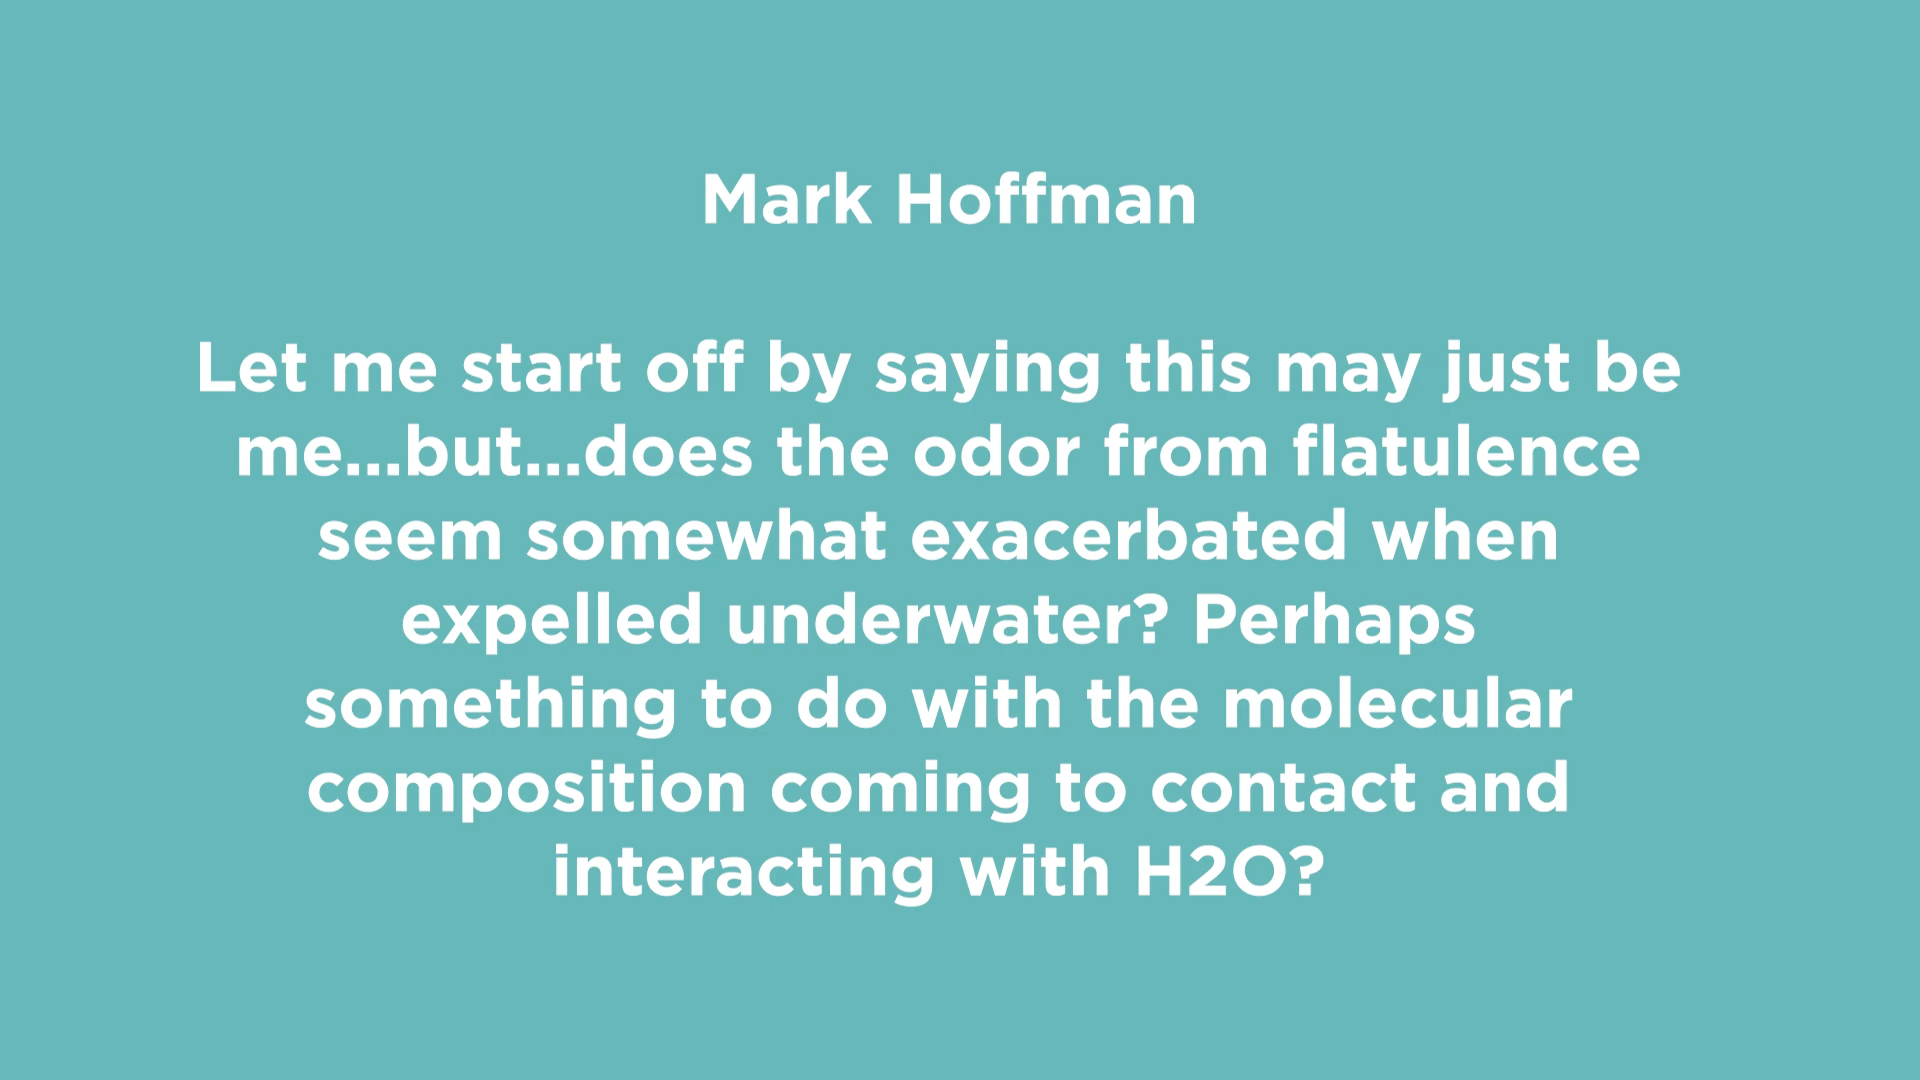 Mark Hoffman
Let me start off by saying this may just be
me...but...does the odor from flatulence
seem somewhat exacerbated when
expelled underwater? Perhaps
something to do with the molecular
composition coming to contact and
interacting with H2O?